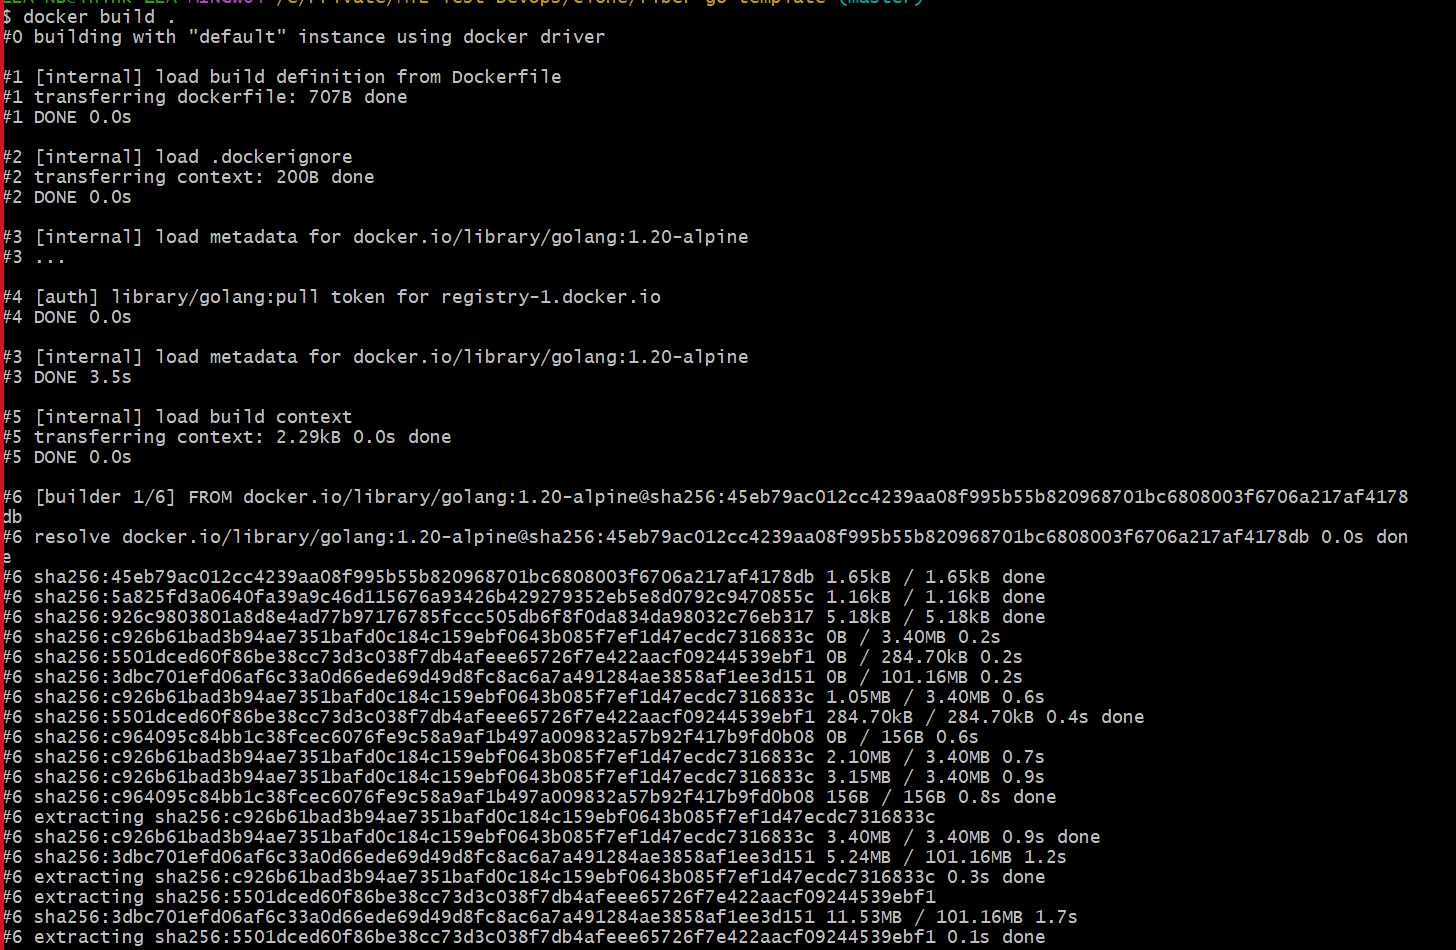 $ docker build .
#0 building with "default" instance using docker driver
#1 [internal] load build definition from Dockerfile
#1 transferring dockerfile: 707B done
#1 DONE 0.0s
#2 [internal] load .dockerignore
#2 transferring context: 200B done
#2 DONE 0.0s
#3 [internal] load metadata for docker.io/library/golang:1.20-alpine
#3 ...
#4 [auth] library/golang:pull token for registry-1.docker.io
#4 DONE 0.0s
#3 [internal] load metadata for docker.io/library/golang:1.20-alpine
#3 DONE 3.5s
#5 [internal] load build context
#5 transferring context: 2.29kB 0.0s done
#5 DONE 0.0s
#6 [builder 1/6] FROM docker.io/library/golang:1.20-alpine@sha256:45eb79ac012cc4239aa08f995b55b820968701bc6808003f6706a217af4178
db
#6 resolve docker.io/library/golang:1.20-alpine@sha256:45eb79ac012cc4239aa08f995b55b820968701bc6808003f6706a217af4178db 0.0s don
e
#6 sha256:45eb79ac012cc4239aa08f995b55b820968701bc6808003f6706a217af4178db 1.65kB / 1.65kB done
#6 sha256:5a825fd3a0640fa39a9c46d115676a93426b429279352eb5e8d0792c9470855c 1.16kB / 1.16kB done
#6 sha256:926c9803801a8d8e4ad77b97176785fccc505db6f8f0da834da98032c76eb317 5.18kB / 5.18kB done
#6 sha256:c926b61bad3b94ae7351bafd0c184c159ebf0643b085f7ef1d47ecdc7316833c 0B / 3.40MB 0.2s
#6 sha256:5501dced60f86be38cc73d3c038f7db4afeee65726f7e422aacf09244539ebf1 0B / 284.70kB 0.2s
#6 sha256:3dbc701efd06af6c33a0d66ede69d49d8fc8ac6a7a491284ae3858af1ee3d151 0B / 101.16MB 0.2s
#6 sha256:c926b61bad3b94ae7351bafd0c184c159ebf0643b085f7ef1d47ecdc7316833c 1.05MB / 3.40MB 0.6s
#6 sha256:5501dced60f86be38cc73d3c038f7db4afeee65726f7e422aacf09244539ebf1 284.70kB / 284.70kB 0.4s done
#6 sha256:c964095c84bb1c38fcec6076fe9c58a9af1b497a009832a57b92f417b9fd0b08 0B / 156B 0.6s
#6 sha256:c926b61bad3b94ae7351bafd0c184c159ebf0643b085f7ef1d47ecdc7316833c 2.10MB / 3.40MB 0.7s
#6 sha256:c926b61bad3b94ae7351bafd0c184c159ebf0643b085f7ef1d47ecdc7316833c 3.15MB / 3.40MB 0.9s
#6 sha256:c964095c84bb1c38fcec6076fe9c58a9af1b497a009832a57b92f417b9fd0b08 156B / 156B 0.8s done
#6 extracting sha256:c926b61bad3b94ae7351bafd0c184c159ebf0643b085f7ef1d47ecdc7316833c
#6 sha256:c926b61bad3b94ae7351bafd0c184c159ebf0643b085f7ef1d47ecdc7316833c 3.40MB / 3.40MB 0.9s done
#6 sha256:3dbc701efd06af6c33a0d66ede69d49d8fc8ac6a7a491284ae3858af1ee3d151 5.24MB / 101.16MB 1.2s
#6 extracting sha256:c926b61bad3b94ae7351bafd0c184c159ebf0643b085f7ef1d47ecdc7316833c 0.3s done
#6 extracting sha256:5501dced60f86be38cc73d3c038f7db4afeee65726f7e422aacf09244539ebf1
#6 sha256:3dbc701efd06af6c33a0d66ede69d49d8fc8ac6a7a491284ae3858af1ee3d151 11.53MB / 101.16MB 1.7s
#6 extracting sha256:5501dced60f86be38cc73d3c038f7db4afeee65726f7e422aacf09244539ebf1 0.1s done